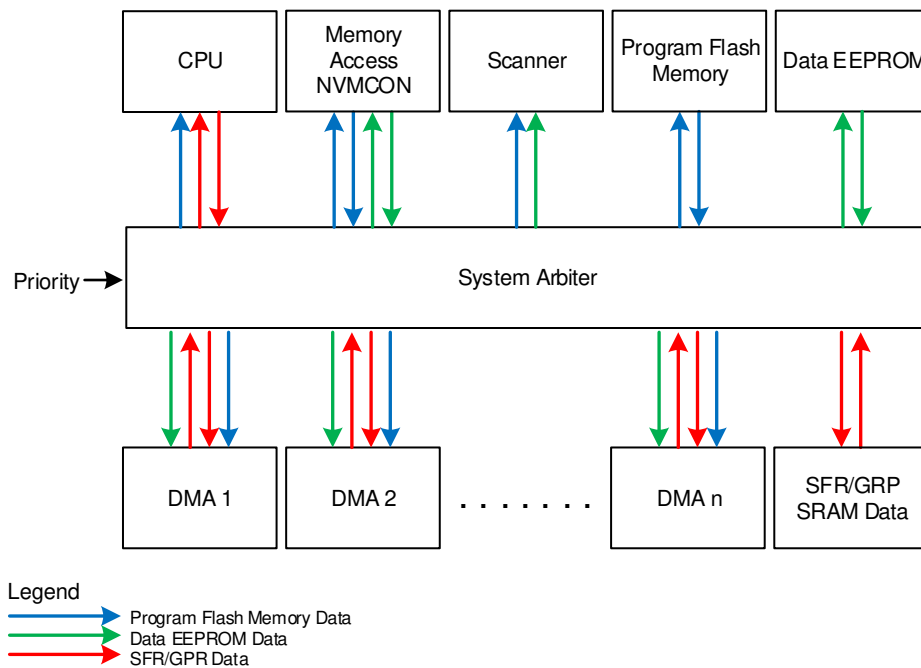 CPU
Memory
Access
NVMCON
Scanner
Program Flash
Memory
Data EEPROM
Priority
System Arbiter
DMA 1
DMA 2
. . . . . . .
DMA n
SFR/GRP
SRAM Data
Legend
Program Flash Memory Data
Data EEPROM Data
SFR/GPR Data